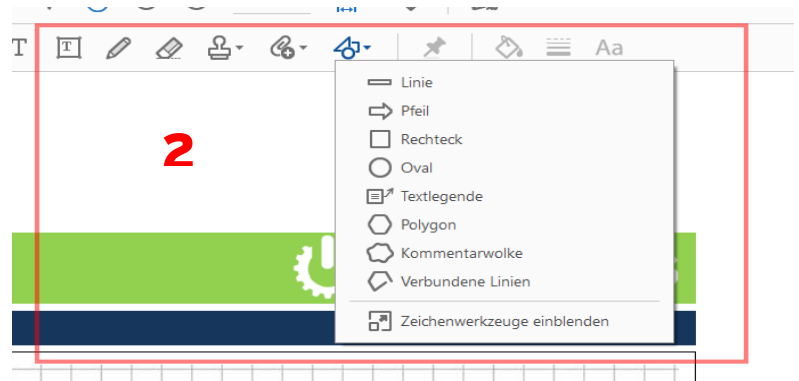 T T Aa
2
Linie
Pfeil
Rechteck
Oval
Textlegende
Polygon
Kommentarwolke
Verbundene Linien
Zeichenwerkzeuge einblenden